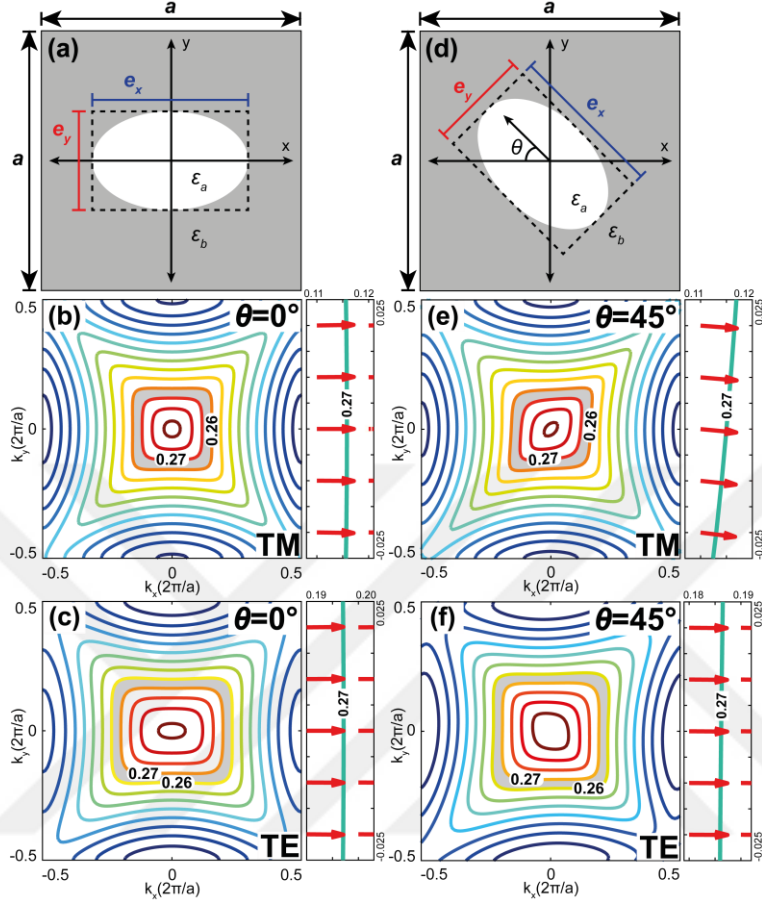 a
a
(a)
y
x
e_x
e_y
ε_a
ε_b
a
a
(d)
y
x
e_y
e_x
θ
ε_a
ε_b
(b)
θ=0°
0.5
0
-0.5
k_y(2π/a)
0.26
0.27
TM
-0.5 0 0.5
k_x(2π/a)
0.11 0.12
0.025
0.27
-0.025
(e)
θ=45°
0.5
0
-0.5
k_y(2π/a)
0.26
0.27
TM
-0.5 0 0.5
k_x(2π/a)
0.11 0.12
0.025
0.27
-0.025
(c)
θ=0°
0.5
0
-0.5
k_y(2π/a)
0.27 0.26
TE
-0.5 0 0.5
k_x(2π/a)
0.19 0.20
0.025
0.27
-0.025
(f)
θ=45°
0.5
0
-0.5
k_y(2π/a)
0.27 0.26
TE
-0.5 0 0.5
k_x(2π/a)
0.18 0.19
0.025
0.27
-0.025